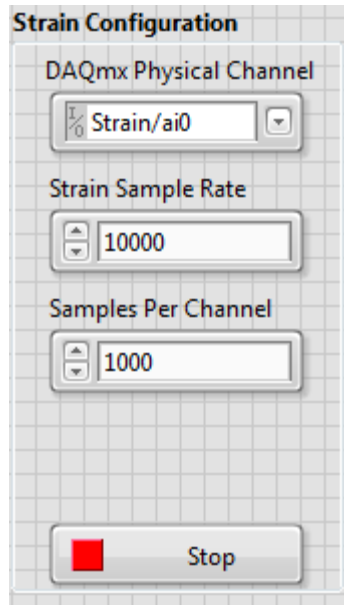 Strain Configuration
DAQmx Physical Channel
I/O Strain/ai0
Strain Sample Rate
10000
Samples Per Channel
1000
Stop